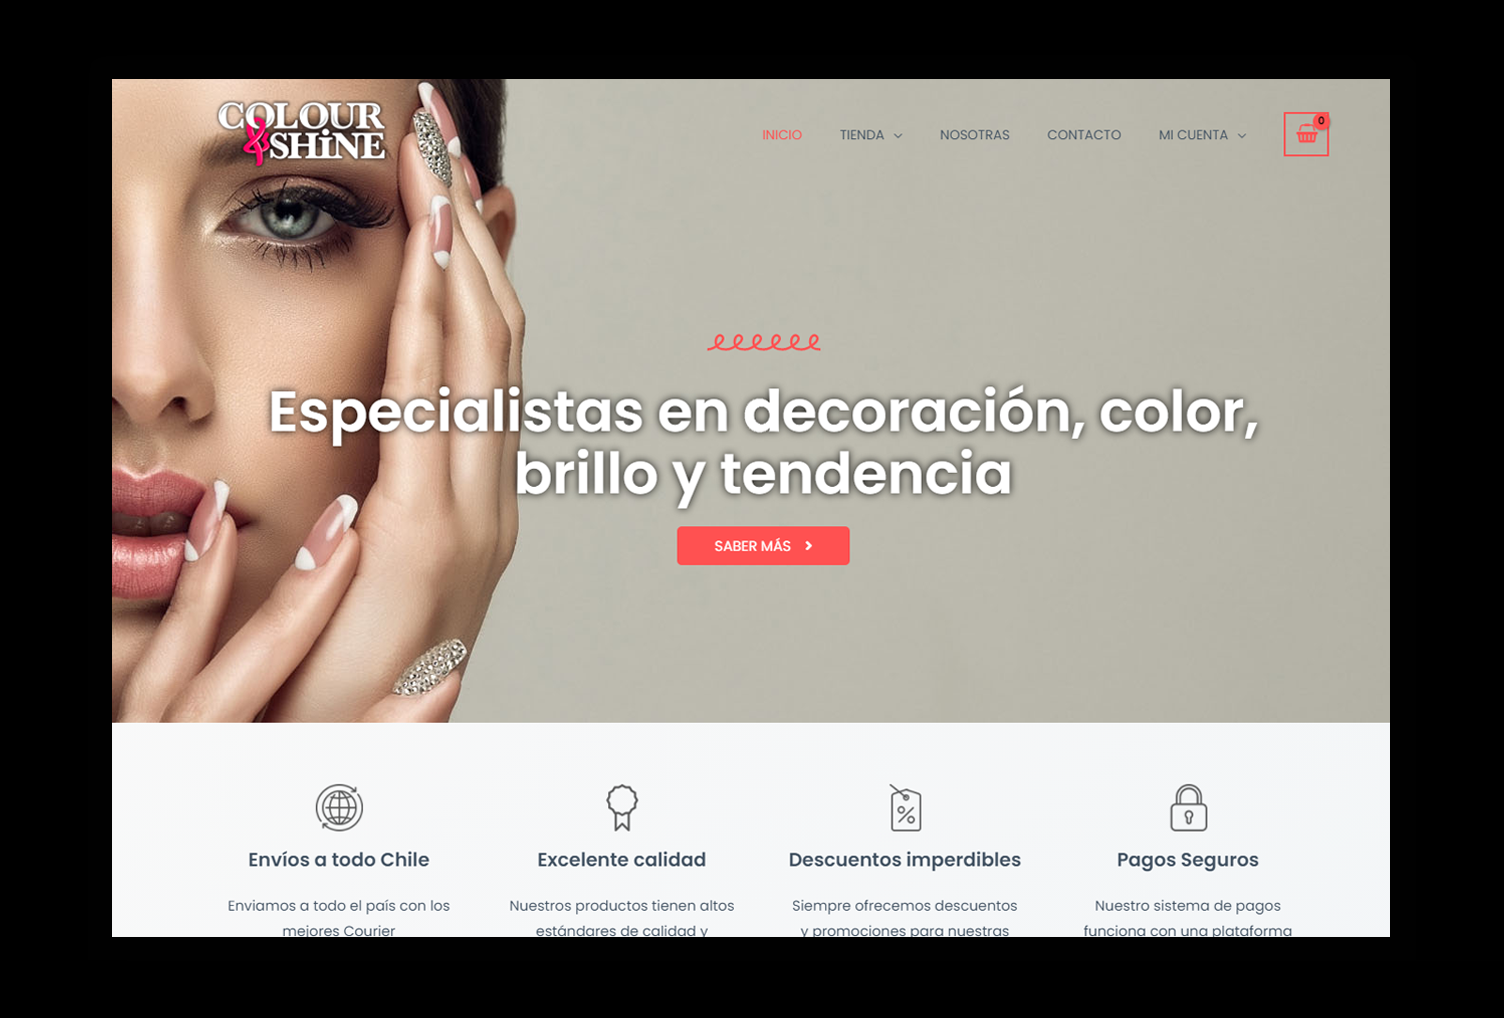 COLOUR
& SHiNE
INICIO TIENDA NOSOTRAS CONTACTO MI CUENTA 0
Especialistas en decoración, color,
brillo y tendencia
SABER MÁS
Envíos a todo Chile
Enviamos a todo el país con los
mejores Courier
Excelente calidad
Nuestros productos tienen altos
estándares de calidad y
Descuentos imperdibles
Siempre ofrecemos descuentos
y promociones para nuestras
Pagos Seguros
Nuestro sistema de pagos
funciona con una plataforma